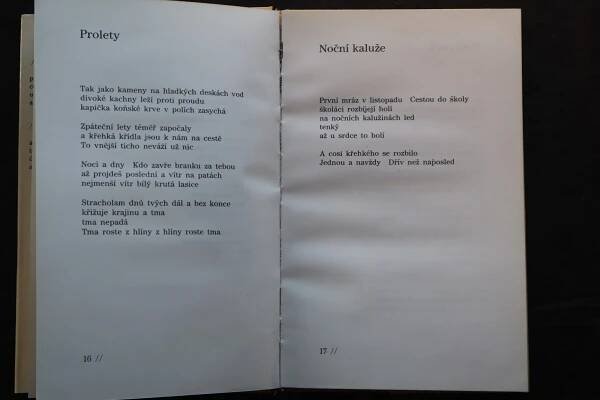 Prolety
Tak jako kameny na hladkých deskách vod
divoké kachny leží proti proudu
kapička koňské krve v polích zasychá
Zpáteční lety téměř započaly
a křehká křídla jsou k nám na cestě
To vnější ticho neváží už nic
Noci a dny Kdo zavře branku za tebou
až projdeš poslední a vítr na patách
nejmenší vítr bílý krutá lasice
Stracholam dnů tvých dál a bez konce
křižuje krajinu a tma
tma nepadá
Tma roste z hlíny z hlíny roste tma
16 //
Noční kaluže
První mráz v listopadu Cestou do školy
školáci rozbíjejí holí
na nočních kalužinách led
tenký
až u srdce to bolí
A cosi křehkého se rozbilo
Jednou a navždy Dřív než naposled
17 //